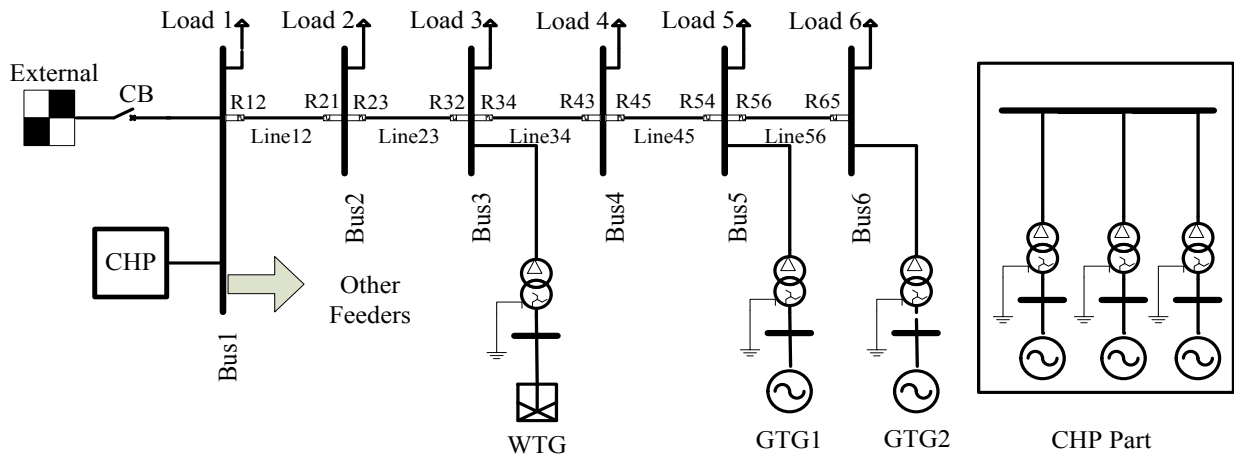 Load 1
Load 2
Load 3
Load 4
Load 5
Load 6
External
CB
R12
R21
R23
R32
R34
R43
R45
R54
R56
R65
Line12
Line23
Line34
Line45
Line56
Bus2
Bus3
Bus4
Bus5
Bus6
CHP
Other
Feeders
Bus1
WTG
GTG1
GTG2
CHP Part